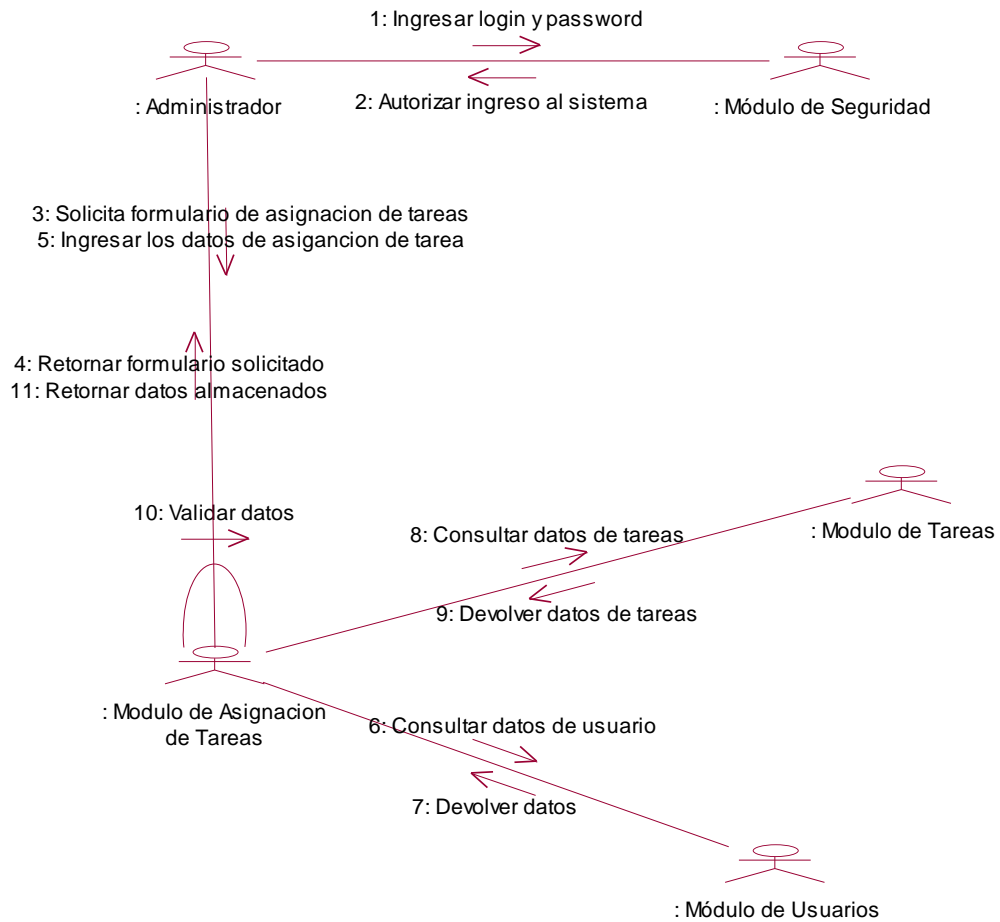 1: Ingresar login y password
2: Autorizar ingreso al sistema
: Administrador
: Módulo de Seguridad
3: Solicita formulario de asignacion de tareas
5: Ingresar los datos de asigancion de tarea
4: Retornar formulario solicitado
11: Retornar datos almacenados
10: Validar datos
8: Consultar datos de tareas
: Modulo de Tareas
9: Devolver datos de tareas
: Modulo de Asignacion
de Tareas
6: Consultar datos de usuario
7: Devolver datos
: Módulo de Usuarios